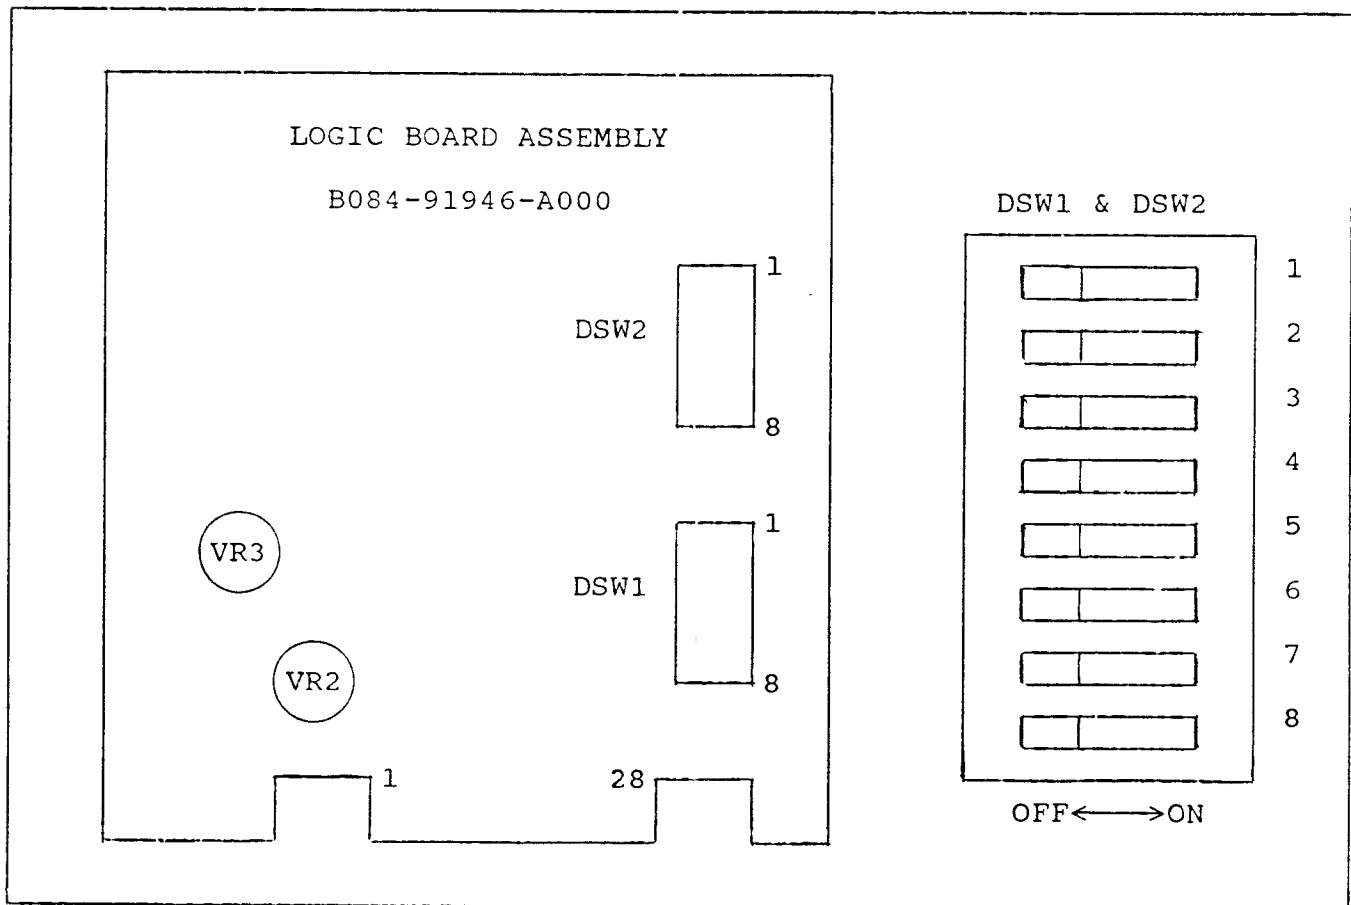 LOGIC BOARD ASSEMBLY
B084-91946-A000
DSW2
1
8
DSW1
1
8
VR3
VR2
1
28
DSW1 & DSW2
1
2
3
4
5
6
7
8
OFF<-->ON